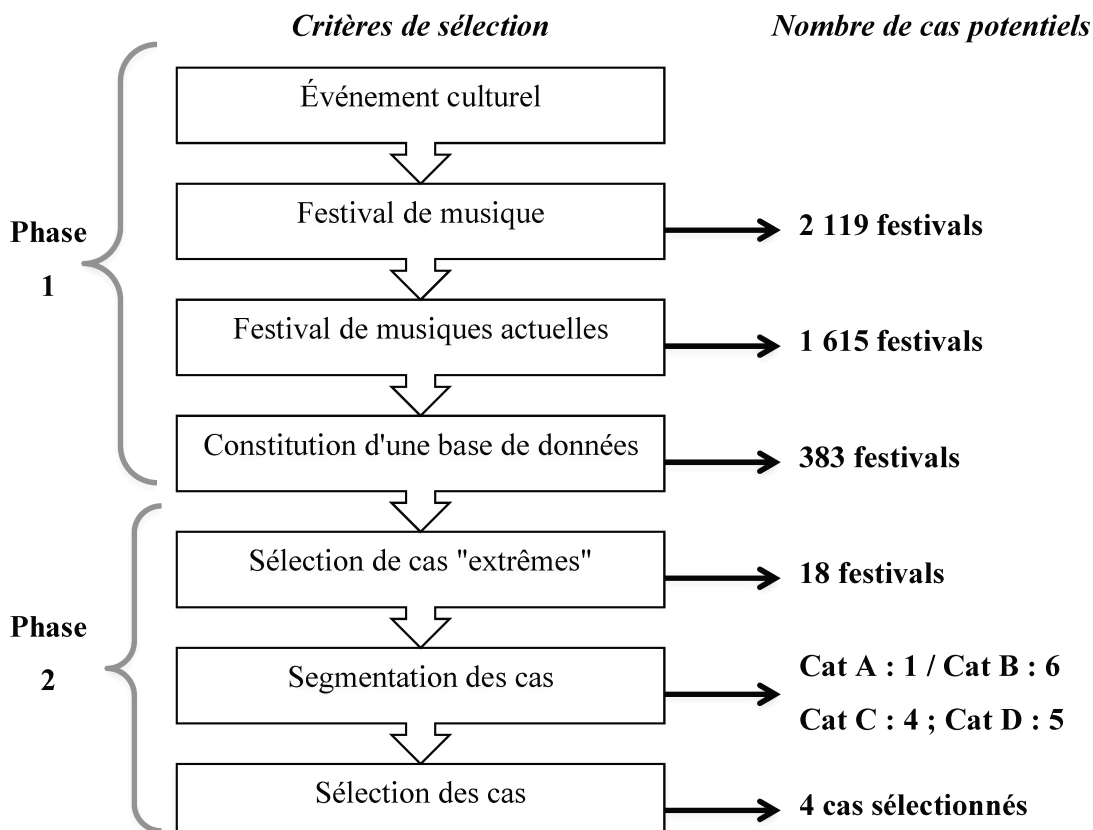 Critères de sélection
Nombre de cas potentiels
Événement culturel
Phase
1
Festival de musique
2 119 festivals
Festival de musiques actuelles
1 615 festivals
Constitution d'une base de données
383 festivals
Phase
2
Sélection de cas "extrêmes"
18 festivals
Segmentation des cas
Cat A : 1 / Cat B : 6
Cat C : 4 ; Cat D : 5
Sélection des cas
4 cas sélectionnés